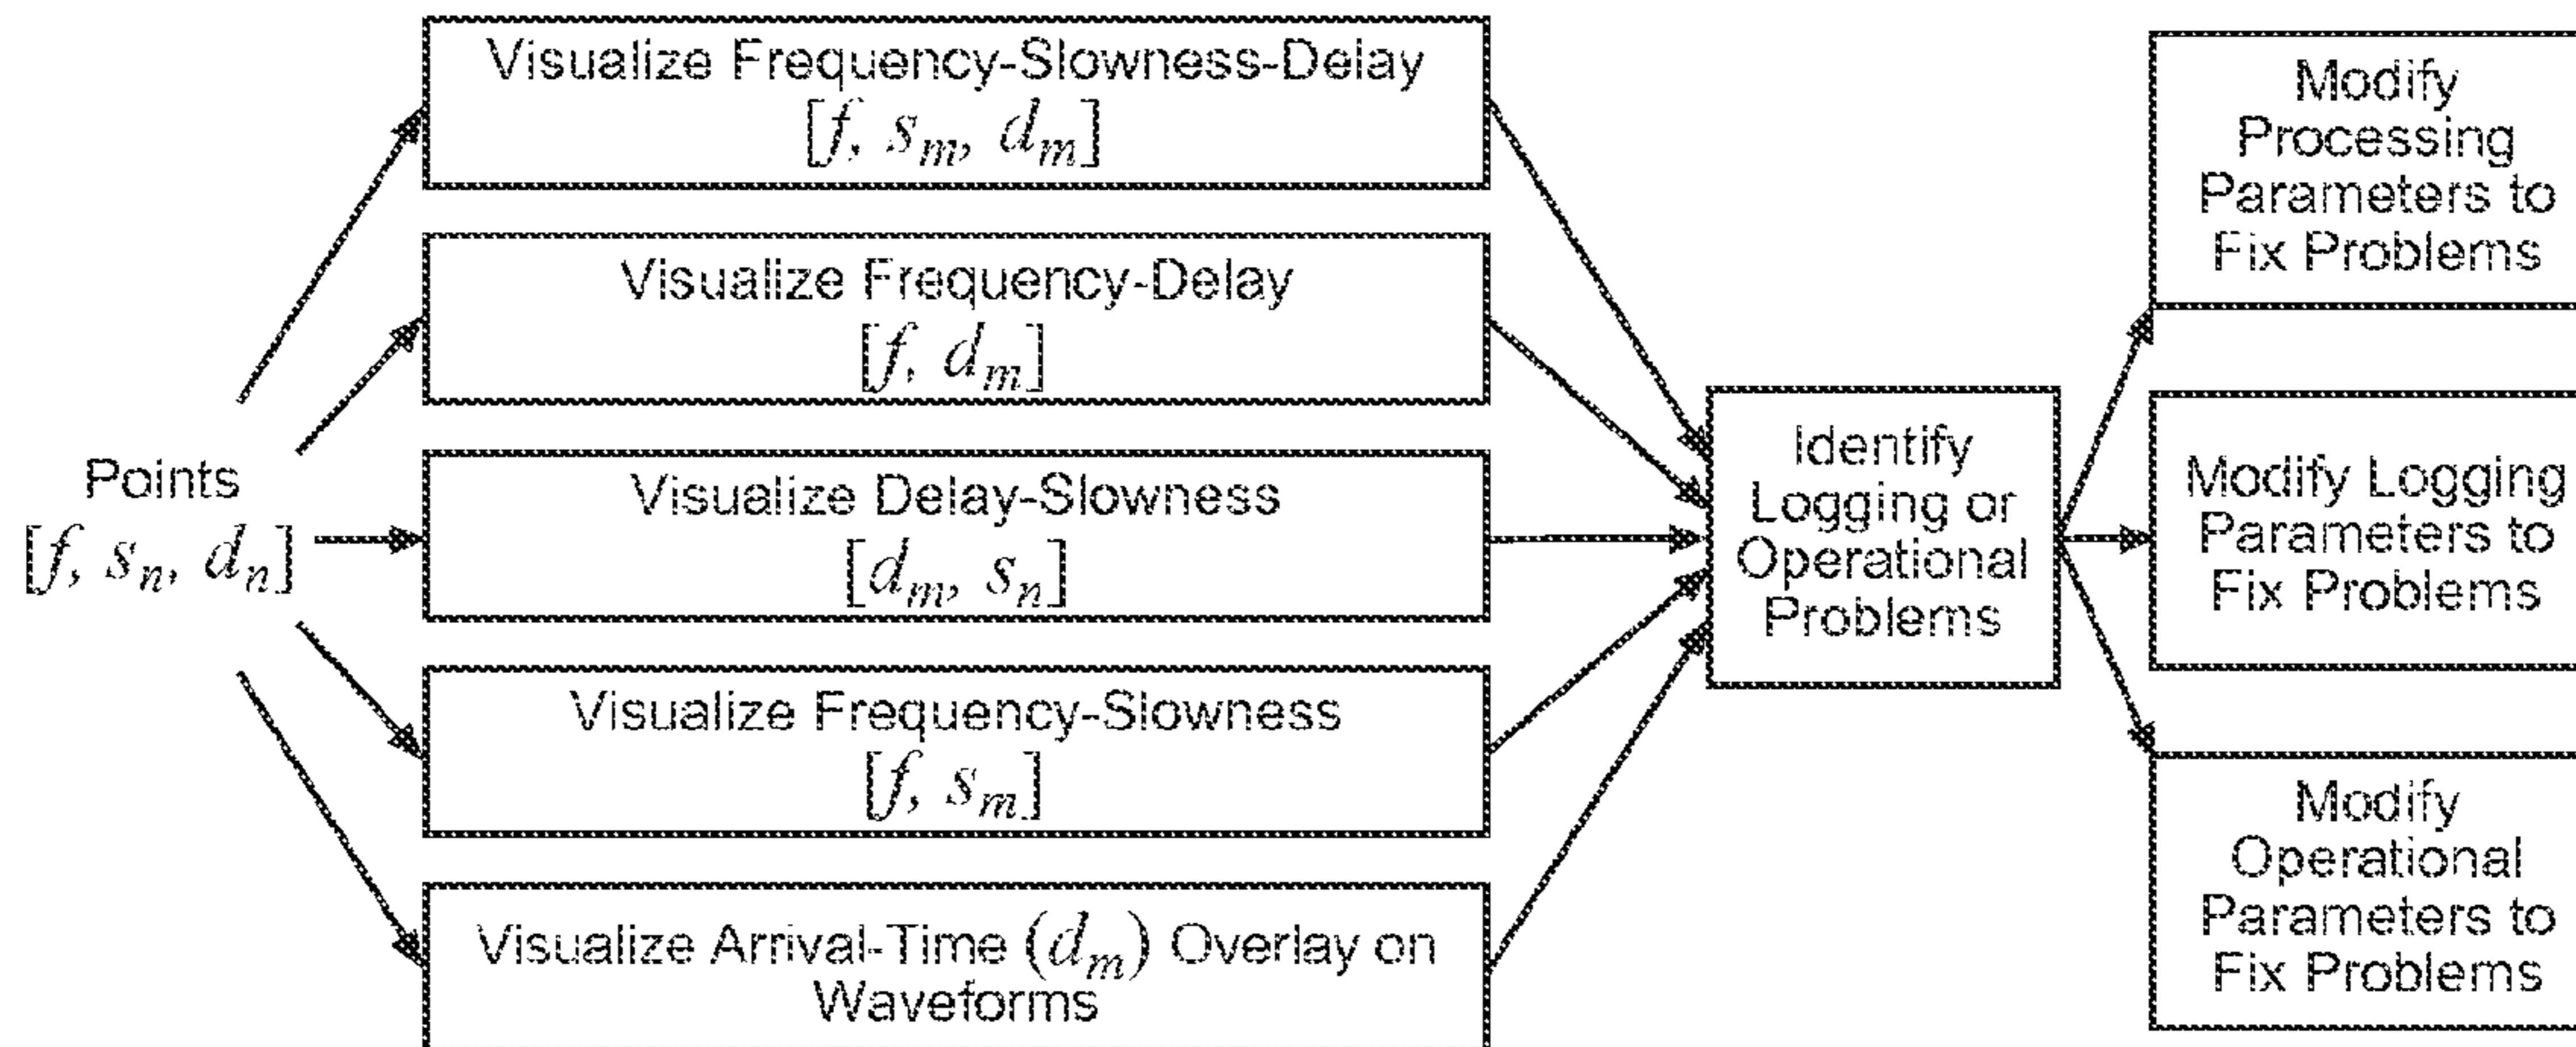 Points
[f, s_n, d_n]
Visualize Frequency-Slowness-Delay
[f, s_m, d_m]
Visualize Frequency-Delay
[f, d_m]
Visualize Delay-Slowness
[d_m, s_n]
Visualize Frequency-Slowness
[f, s_m]
Visualize Arrival-Time (d_m) Overlay on
Waveforms
Identify
Logging or
Operational
Problems
Modify
Processing
Parameters to
Fix Problems
Modify Logging
Parameters to
Fix Problems
Modify
Operational
Parameters to
Fix Problems